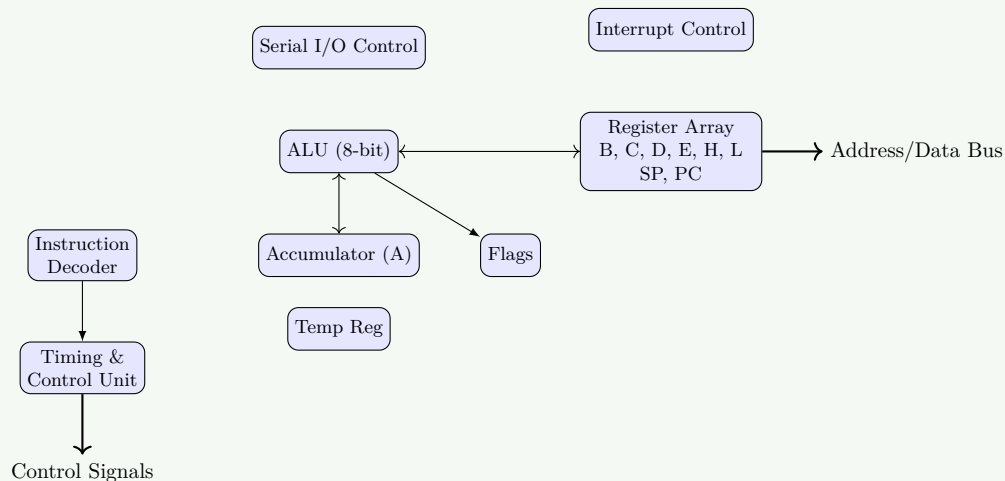 Serial I/O Control
Interrupt Control
ALU (8-bit)
Register Array
B, C, D, E, H, L
SP, PC
Address/Data Bus
Instruction
Decoder
Accumulator (A)
Flags
Temp Reg
Timing &
Control Unit
Control Signals